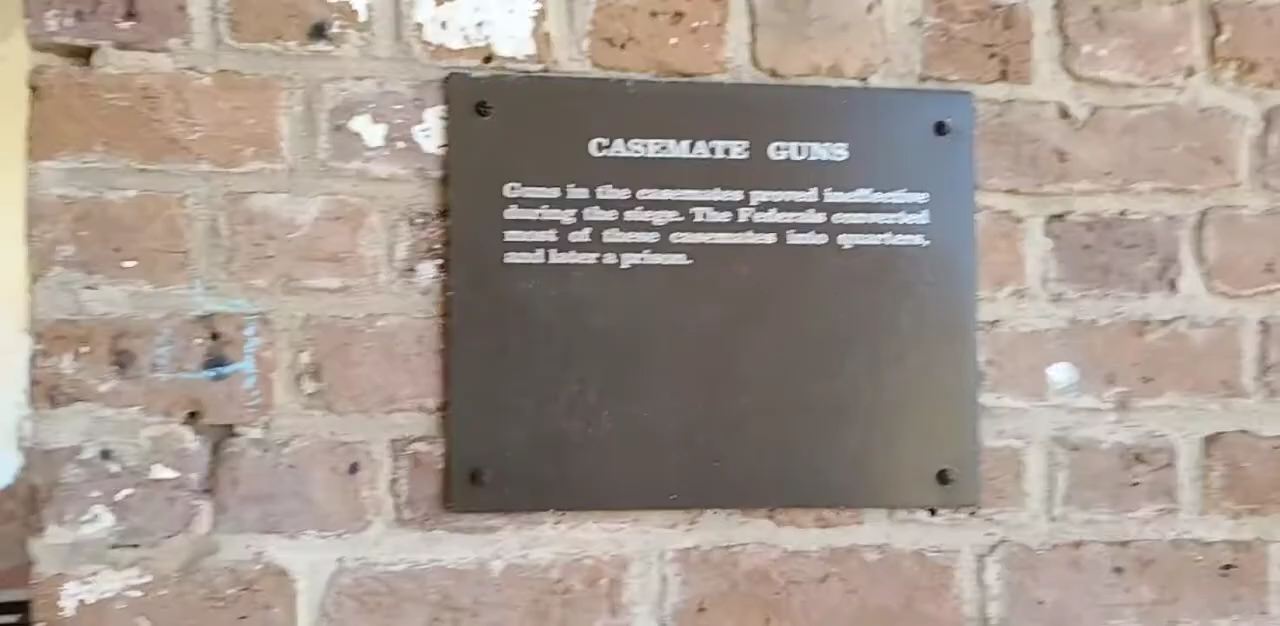 CASEMATE GUNS
Guns in the casemates proved ineffective
during the siege. The Federals converted
most of these casemates into quarters,
and later a prison.